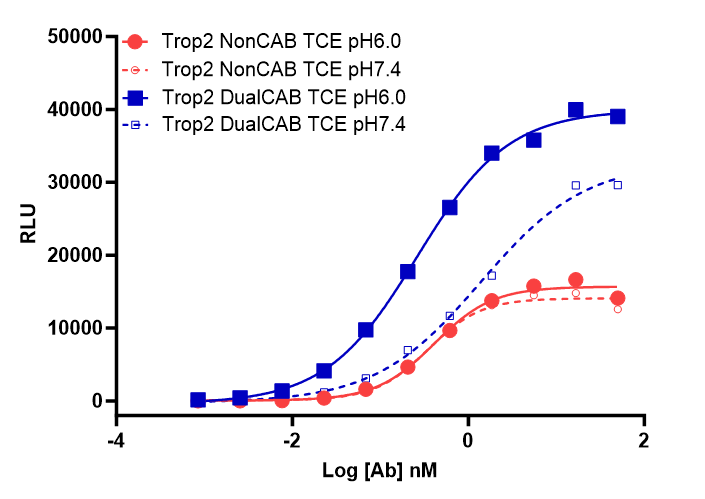 50000
40000
30000
20000
10000
0
RLU
Trop2 NonCAB TCE pH6.0
Trop2 NonCAB TCE pH7.4
Trop2 DualCAB TCE pH6.0
Trop2 DualCAB TCE pH7.4
-4 -2 0 2
Log [Ab] nM